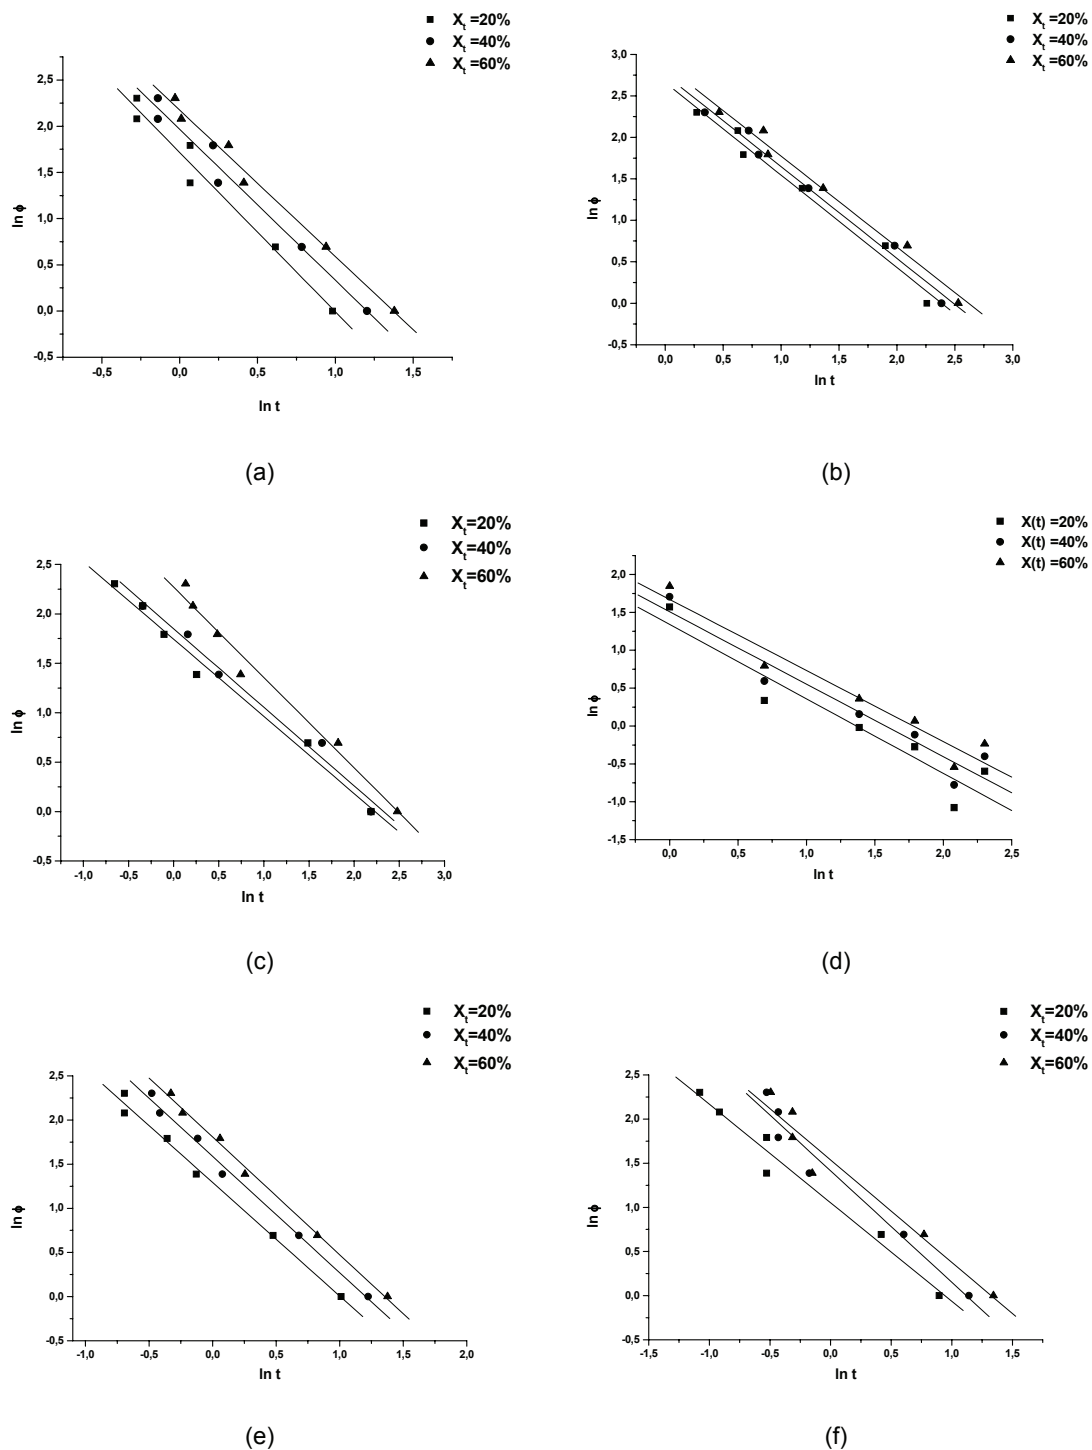 X_t =20%
X_t =40%
X_t =60%
2,5
2,0
1,5
1,0
0,5
0,0
-0,5
ln ϕ
-0,5 0,0 0,5 1,0 1,5
ln t
(a)
X_t =20%
X_t =40%
X_t =60%
3,0
2,5
2,0
1,5
1,0
0,5
0,0
-0,5
ln ϕ
0,0 0,5 1,0 1,5 2,0 2,5 3,0
ln t
(b)
X_t=20%
X_t=40%
X_t=60%
2,5
2,0
1,5
1,0
0,5
0,0
-0,5
ln ϕ
-1,0 -0,5 0,0 0,5 1,0 1,5 2,0 2,5 3,0
ln t
(c)
X(t) =20%
X(t) =40%
X(t) =60%
2,0
1,5
1,0
0,5
0,0
-0,5
-1,0
-1,5
ln ϕ
0,0 0,5 1,0 1,5 2,0 2,5
ln t
(d)
X_t=20%
X_t=40%
X_t=60%
2,5
2,0
1,5
1,0
0,5
0,0
-0,5
ln ϕ
-1,0 -0,5 0,0 0,5 1,0 1,5 2,0
ln t
(e)
X_t=20%
X_t=40%
X_t=60%
2,5
2,0
1,5
1,0
0,5
0,0
-0,5
ln ϕ
-1,5 -1,0 -0,5 0,0 0,5 1,0 1,5
ln t
(f)